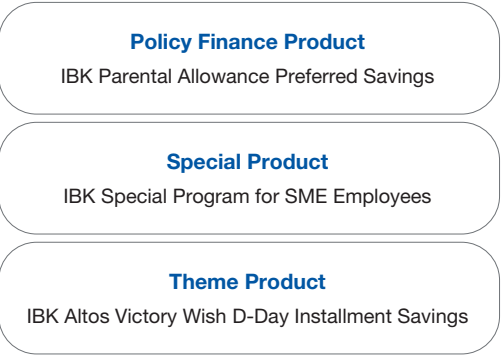 Policy Finance Product
IBK Parental Allowance Preferred Savings
Special Product
IBK Special Program for SME Employees
Theme Product
IBK Altos Victory Wish D-Day Installment Savings